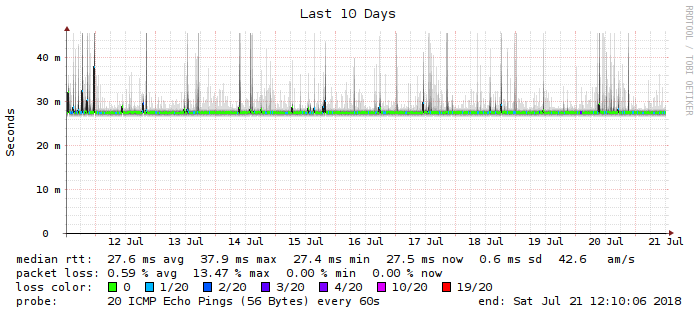 Last 10 Days
RRDTOOL / TOBI OETIKER
Seconds
40 m
30 m
20 m
10 m
0
12 Jul 13 Jul 14 Jul 15 Jul 16 Jul 17 Jul 18 Jul 19 Jul 20 Jul 21 Jul
median rtt: 27.6 ms avg 37.9 ms max 27.4 ms min 27.5 ms now 0.6 ms sd 42.6 am/s
packet loss: 0.59 % avg 13.47 % max 0.00 % min 0.00 % now
loss color: 0 1/20 2/20 3/20 4/20 10/20 19/20
probe: 20 ICMP Echo Pings (56 Bytes) every 60s end: Sat Jul 21 12:10:06 2018